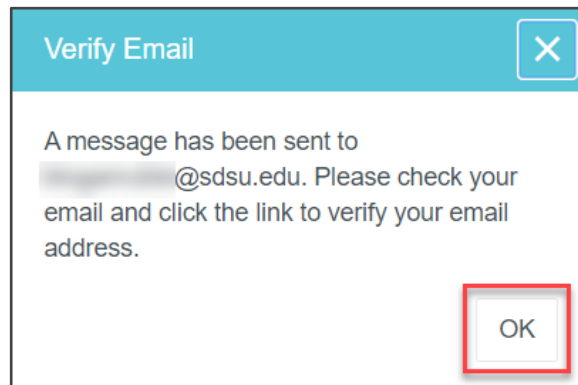 Verify Email
A message has been sent to
@sdsu.edu. Please check your
email and click the link to verify your email
address.
OK